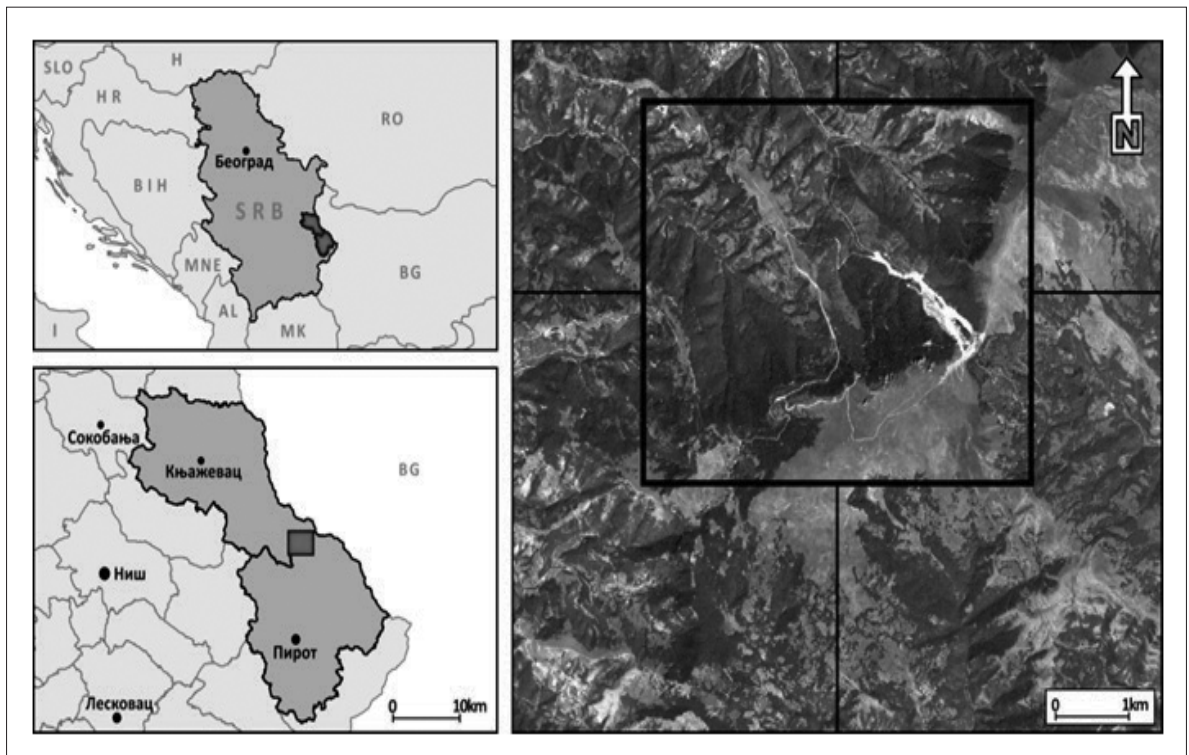 SLO
H
HR
RO
Београд
BIH
SRB
MNE
BG
AL
MK
I
Сокобања
Књажевац
BG
Ниш
Пирот
Лесковац
0 10km
N
0 1km